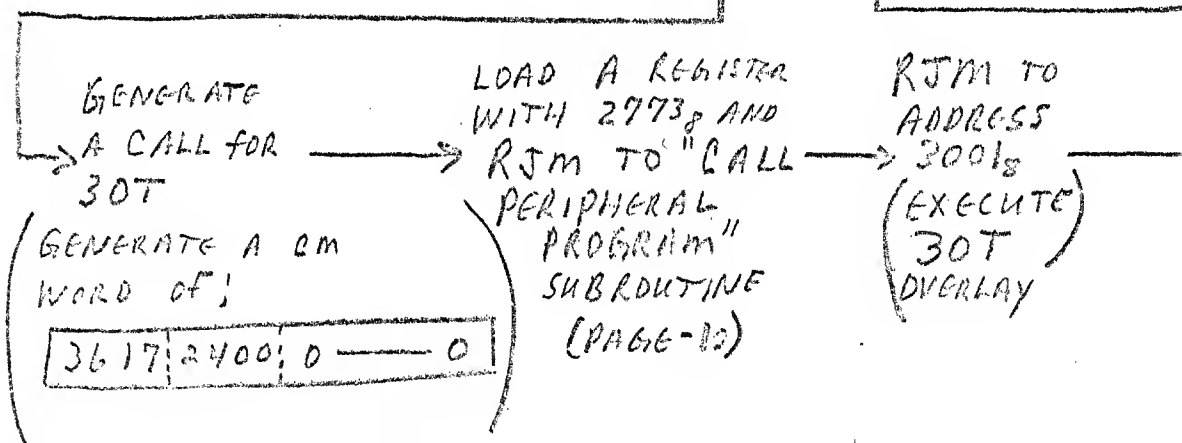 GENERATE
A CALL FOR
30T
(GENERATE A CM
WORD OF;
3617 2400 0 — 0)
LOAD A REGISTER
WITH 2773₈ AND
RJM TO "CALL
PERIPHERAL
PROGRAM"
SUBROUTINE
RJM TO
ADDRESS
3001₈
(EXECUTE
30T
OVERLAY)